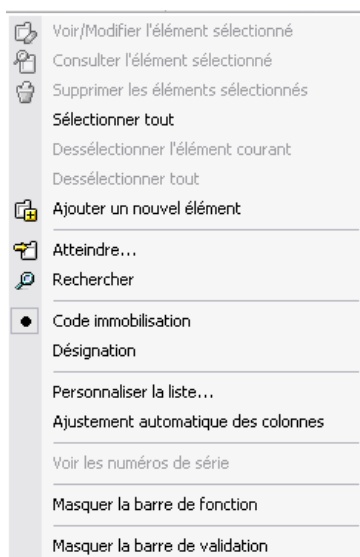 Voir/Modifier l'élément sélectionné
Consulter l'élément sélectionné
Supprimer les éléments sélectionnés
Sélectionner tout
Dessélectionner l'élément courant
Dessélectionner tout
Ajouter un nouvel élément
Atteindre...
Rechercher
Code immobilisation
Désignation
Personnaliser la liste...
Ajustement automatique des colonnes
Voir les numéros de série
Masquer la barre de fonction
Masquer la barre de validation